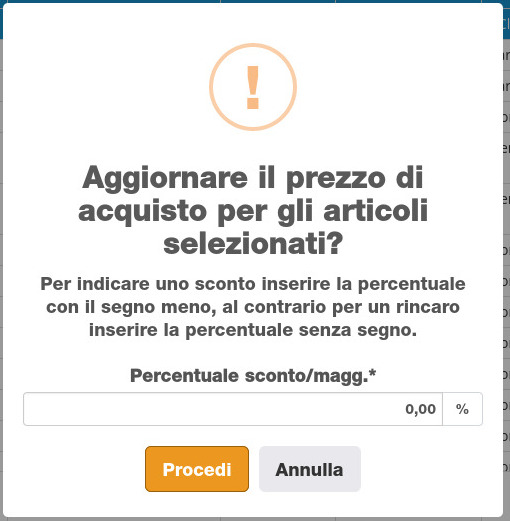 !
Aggiornare il prezzo di
acquisto per gli articoli
selezionati?
Per indicare uno sconto inserire la percentuale
con il segno meno, al contrario per un rincaro
inserire la percentuale senza segno.
Percentuale sconto/magg.*
0,00 %
Procedi Annulla